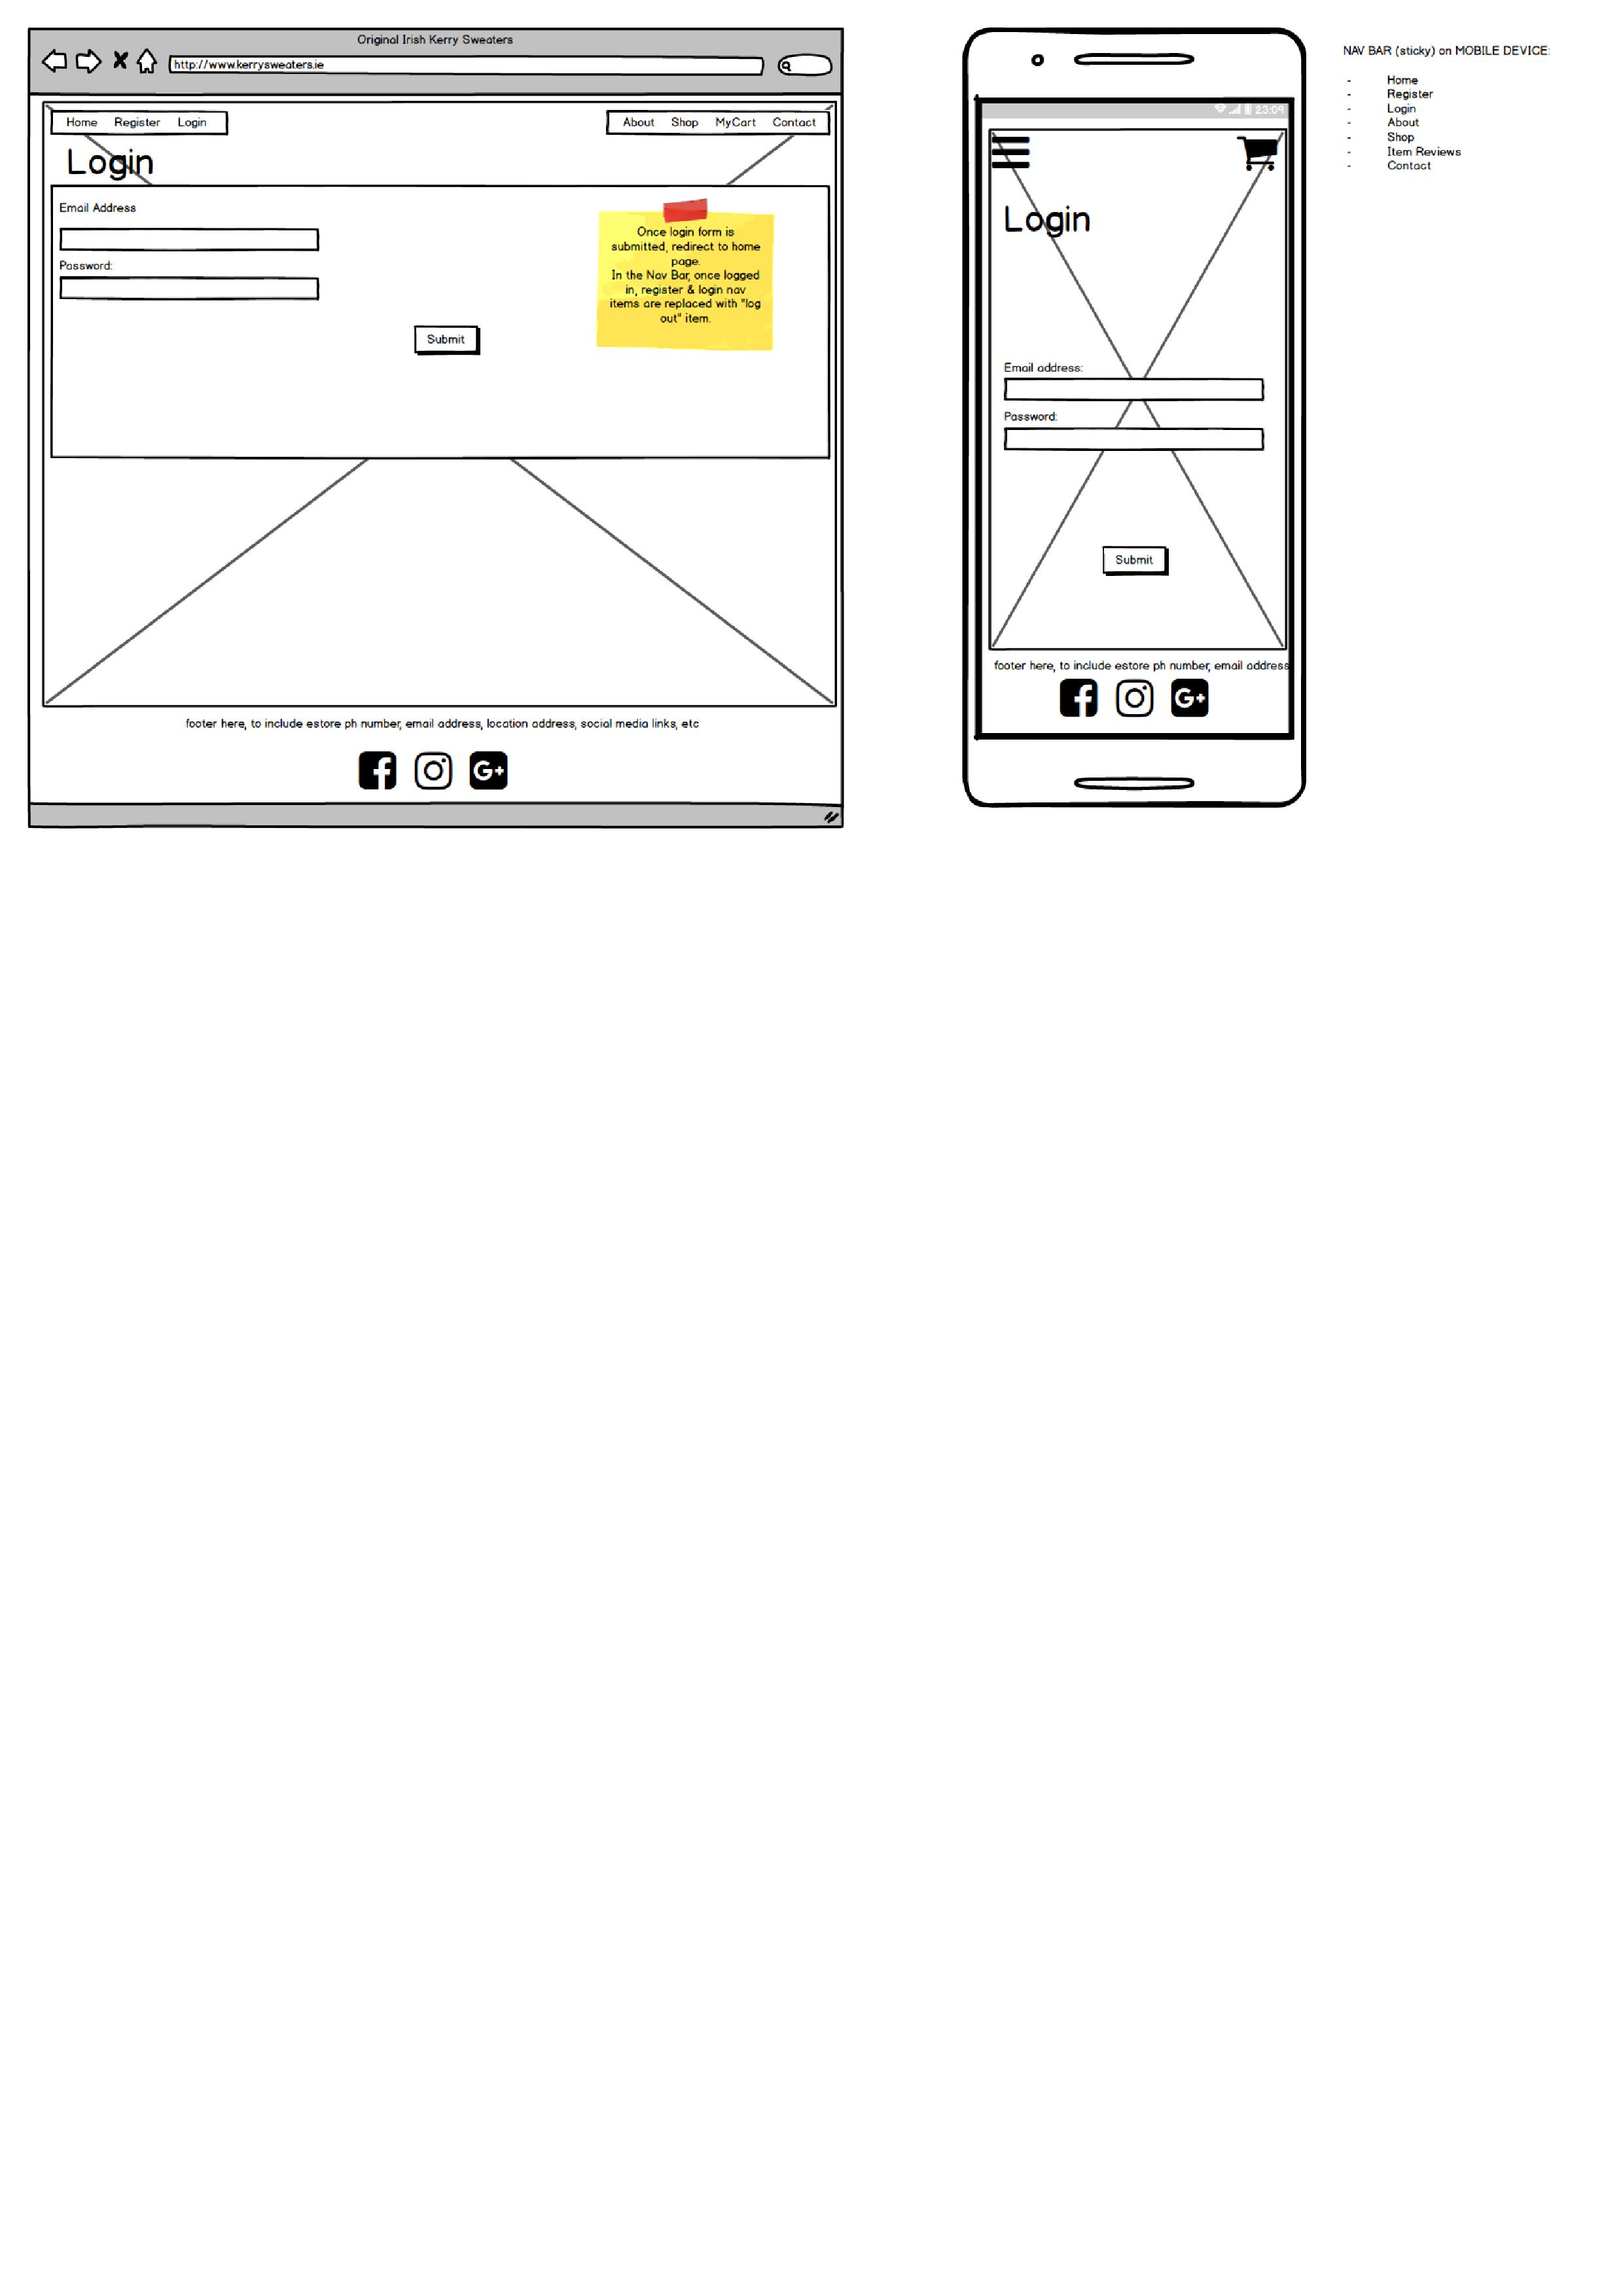 Original Irish Kerry Sweaters
http://www.kerrysweaters.ie
Home Register Login
About Shop MyCart Contact
Login
Email Address
Password:
Submit
Once login form is
submitted, redirect to home
page.
In the Nav Bar, once logged
in, register & login nav
items are replaced with "log
out" item.
footer here, to include estore ph number, email address, location address, social media links, etc
G+
23:09
Login
Email address:
Password:
Submit
footer here, to include estore ph number, email address
G+
NAV BAR (sticky) on MOBILE DEVICE:
- Home
- Register
- Login
- About
- Shop
- Item Reviews
- Contact